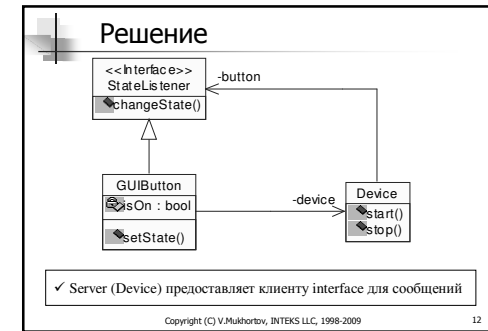 Решение
<<Interface>>
StateListener
changeState()
-button
GUIButton
isOn : bool
setState()
-device
Device
start()
stop()
✓ Server (Device) предоставляет клиенту interface для сообщений
Copyright (C) V.Mukhortov, INTEKS LLC, 1998-2009
12